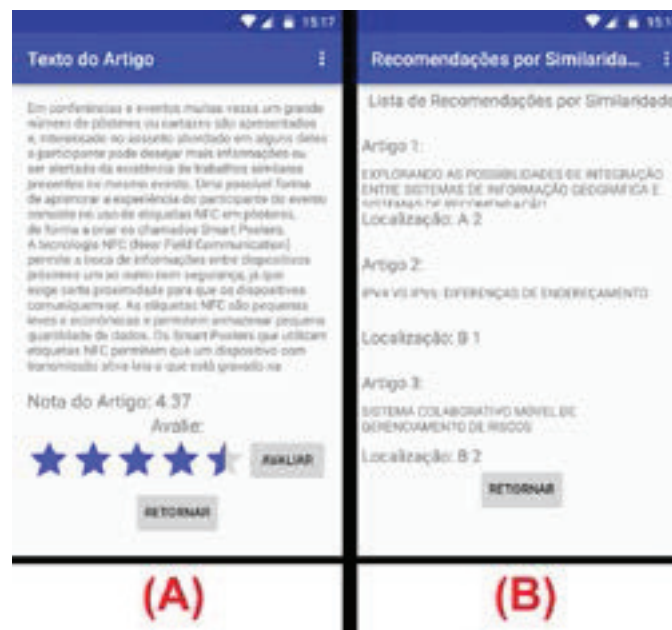 15:17
Texto do Artigo
Em conferências e eventos muitas vezes um grande
número de pôsteres ou cartazes são apresentados
e, interessado no assunto abordado em alguns deles
o participante pode desejar mais informações ou
ser alertado da existência de trabalhos similares
presentes no mesmo evento. Uma possível forma
de aprimorar a experiência do participante do evento
consiste no uso de etiquetas NFC em pôsteres,
de forma a criar os chamados Smart Posters.
A tecnologia NFC (Near Field Communication)
permite a troca de informações entre dispositivos
próximos um ao outro com segurança, já que
exige certa proximidade para que os dispositivos
comuniquem-se. As etiquetas NFC são pequenas
leves e econômicas e permitem armazenar pequena
quantidade de dados. Os Smart Posters que utilizam
etiquetas NFC permitem que um dispositivo com
transmissão ativa leia o que está gravado na
Nota do Artigo: 4.37
Avalie:
AVALIAR
RETORNAR
(A)
Recomendações por Similarida...
Lista de Recomendações por Similaridade
Artigo 1:
EXPLORANDO AS POSSIBILIDADES DE INTEGRAÇÃO
ENTRE SISTEMAS DE INFORMAÇÃO GEOGRÁFICA E
SISTEMAS DE RECOMENDAÇÃO
Localização: A 2
Artigo 2:
IPV4 VS IPV6: DIFERENÇAS DE ENDEREÇAMENTO
Localização: B 1
Artigo 3:
SISTEMA COLABORATIVO MÓVEL DE
GERENCIAMENTO DE RISCOS
Localização: B 2
RETORNAR
(B)